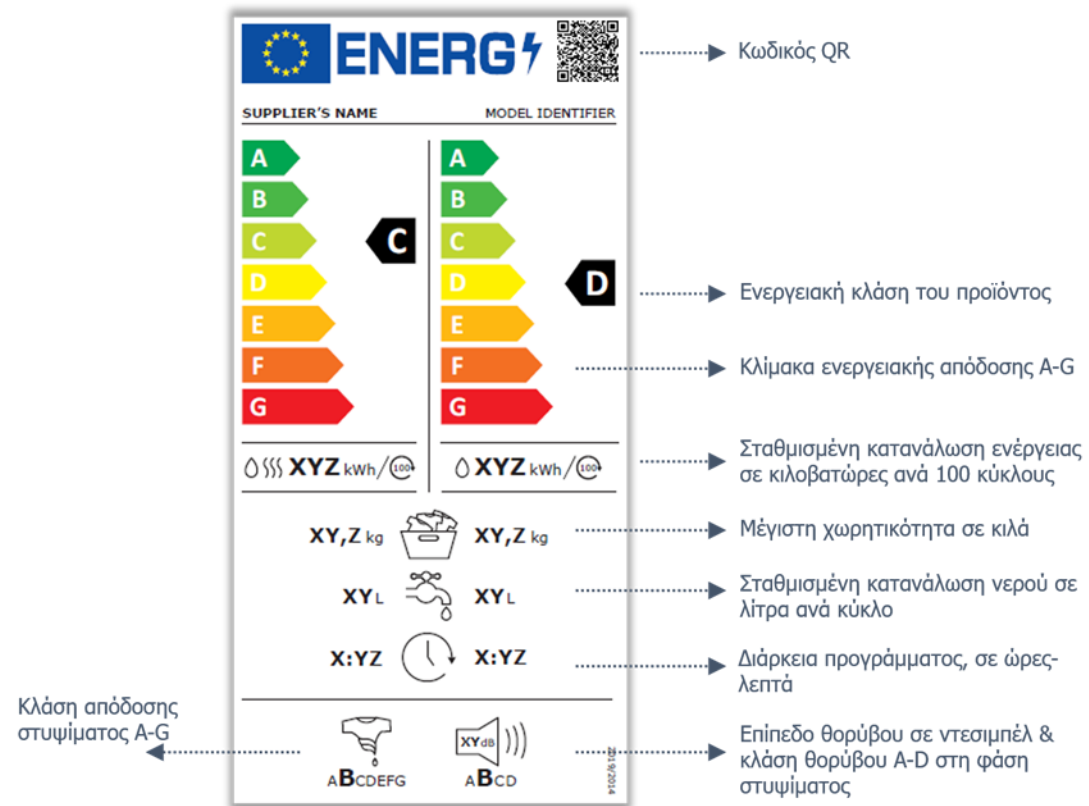 ENERG
Κωδικός QR
SUPPLIER'S NAME MODEL IDENTIFIER
A A
B B
C C C
D D D
Ενεργειακή κλάση του προϊόντος
E E
F F
Κλίμακα ενεργειακής απόδοσης A-G
G G
XYZ kWh/100 XYZ kWh/100
Σταθμισμένη κατανάλωση ενέργειας
σε κιλοβατώρες ανά 100 κύκλους
XY,Z kg XY,Z kg
Μέγιστη χωρητικότητα σε κιλά
XY L XY L
Σταθμισμένη κατανάλωση νερού σε
λίτρα ανά κύκλο
X:YZ X:YZ
Διάρκεια προγράμματος, σε ώρες-
λεπτά
Κλάση απόδοσης
στυψίματος A-G
XY dB
ABCDEFG ABCD
2019/2014
Επίπεδο θορύβου σε ντεσιμπέλ &
κλάση θορύβου A-D στη φάση
στυψίματος